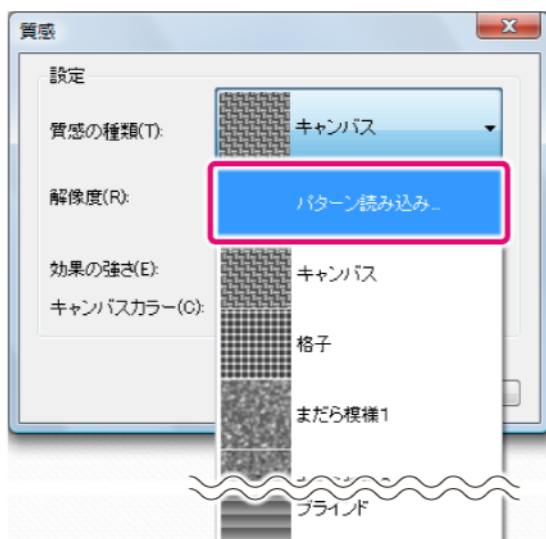 質感
設定
質感の種類(T):
キャンバス
解像度(R):
パターン読み込み...
効果の強さ(E):
キャンバス
キャンバスカラー(C):
格子
まだら模様1
ブラインド